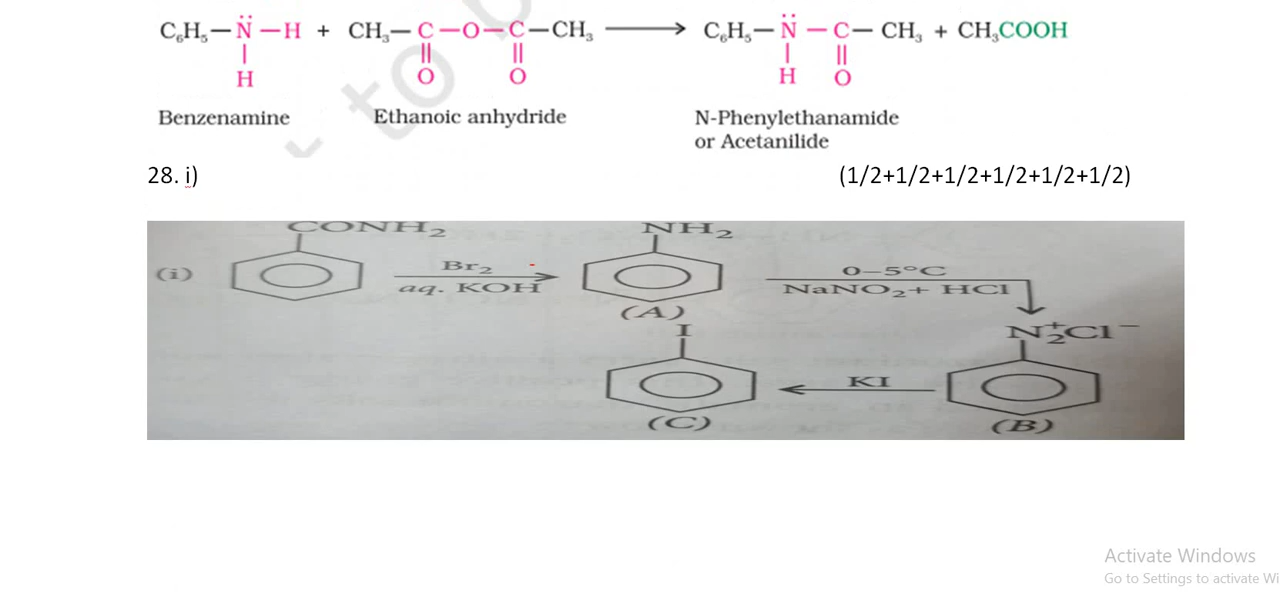 C₆H₅—N̈—H + CH₃—C—O—C—CH₃ ⟶ C₆H₅—N̈—C—CH₃ + CH₃COOH
| || || | ||
H O O H O
Benzenamine Ethanoic anhydride N-Phenylethanamide
or Acetanilide
to
28. i) (1/2+1/2+1/2+1/2+1/2+1/2)
CONH₂ NH₂
(i) Br₂ 0–5°C
aq. KOH NaNO₂+ HCl
(A)
I N₂⁺Cl⁻
KI
(C) (B)
Activate Windows
Go to Settings to activate Wi